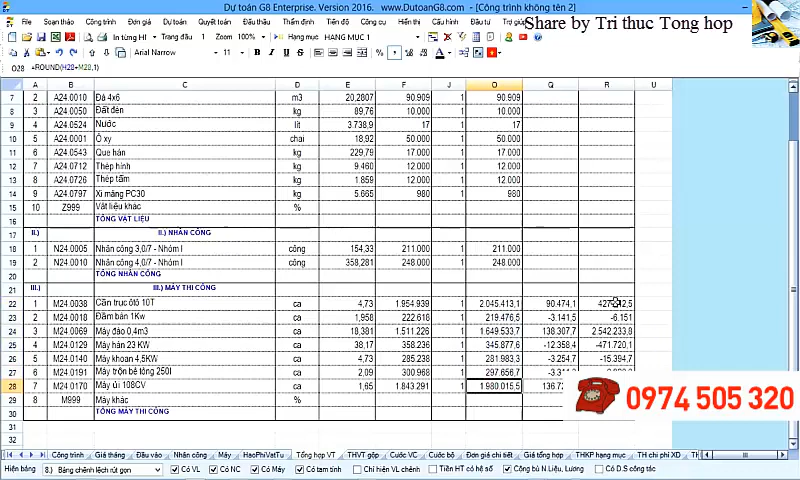 Dự toán G8 Enterprise. Version 2016. www.DutoanG8.com - [Công trình không tên 2]
File Soạn thảo Công trình Đơn giá Dự toán Quyết toán Đấu thầu Thẩm định Tiến độ Công cụ Hiển thị Đầu tư Trợ giúp
Share by Tri thuc Tong hop
In từng HT Trang đầu 1 Zoom 100% Hạng mục HẠNG MỤC 1
Arial Narrow
O28 =ROUND(H28+M28,1)
A B C D E F J O Q R U
7 2 A24.0010 Đá 4x6 m3 20,2807 90.909 1 90.909
8 3 A24.0050 Đất đèn kg 89,76 10.000 1 10.000
9 4 A24.0524 Nước lít 3.738,9 17 1 17
10 5 A24.0001 Ô xy chai 18,92 50.000 1 50.000
11 6 A24.0543 Que hàn kg 229,79 17.000 1 17.000
12 7 A24.0712 Thép hình kg 9.460 12.000 1 12.000
13 8 A24.0726 Thép tấm kg 1.859 12.000 1 12.000
14 9 A24.0797 Xi măng PC30 kg 5.665 980 1 980
15 10 Z999 Vật liệu khác %
16 TỔNG VẬT LIỆU
17 II.) II.) NHÂN CÔNG
18 1 N24.0005 Nhân công 3,0/7 - Nhóm I công 154,33 211.000 1 211.000
19 2 N24.0010 Nhân công 4,0/7 - Nhóm I công 358,281 248.000 1 248.000
20 TỔNG NHÂN CÔNG
21 III.) III.) MÁY THI CÔNG
22 1 M24.0038 Cần trục ôtô 10T ca 4,73 1.954.939 1 2.045.413,1 90.474,1
23 2 M24.0018 Đầm bàn 1Kw ca 1,958 222.618 1 219.476,5 -3.141,5 -6.151
24 3 M24.0069 Máy đào 0,4m3 ca 18,381 1.511.226 1 1.649.533,7 138.307,7 2.542.233,8
25 4 M24.0129 Máy hàn 23 KW ca 38,17 358.236 1 345.877,6 -12.358,4 -471.720,1
26 5 M24.0140 Máy khoan 4,5KW ca 4,73 285.238 1 281.983,3 -3.254,7 -15.394,7
27 6 M24.0191 Máy trộn bê tông 250l ca 2,09 300.968 1 297.656,7
28 7 M24.0170 Máy ủi 108CV ca 1,65 1.843.291 1 1.980.015,5
29 8 M999 Máy khác %
30 TỔNG MÁY THI CÔNG
31
32
0974 505 320
Công trình Giá tháng Đầu vào Nhân công Máy HaoPhiVatTu Tổng hợp VT THVT gộp Cước VC Cước bộ Đơn giá chi tiết Giá tổng hợp THKP hạng mục TH chi phí XD
Hiện bảng 8.) Bảng chênh lệch rút gọn Có VL Có NC Có Máy Có tạm tính Chỉ hiện VL chênh Tiền HT có hệ số Công bù N.Liệu, Lương Có D.S công tác